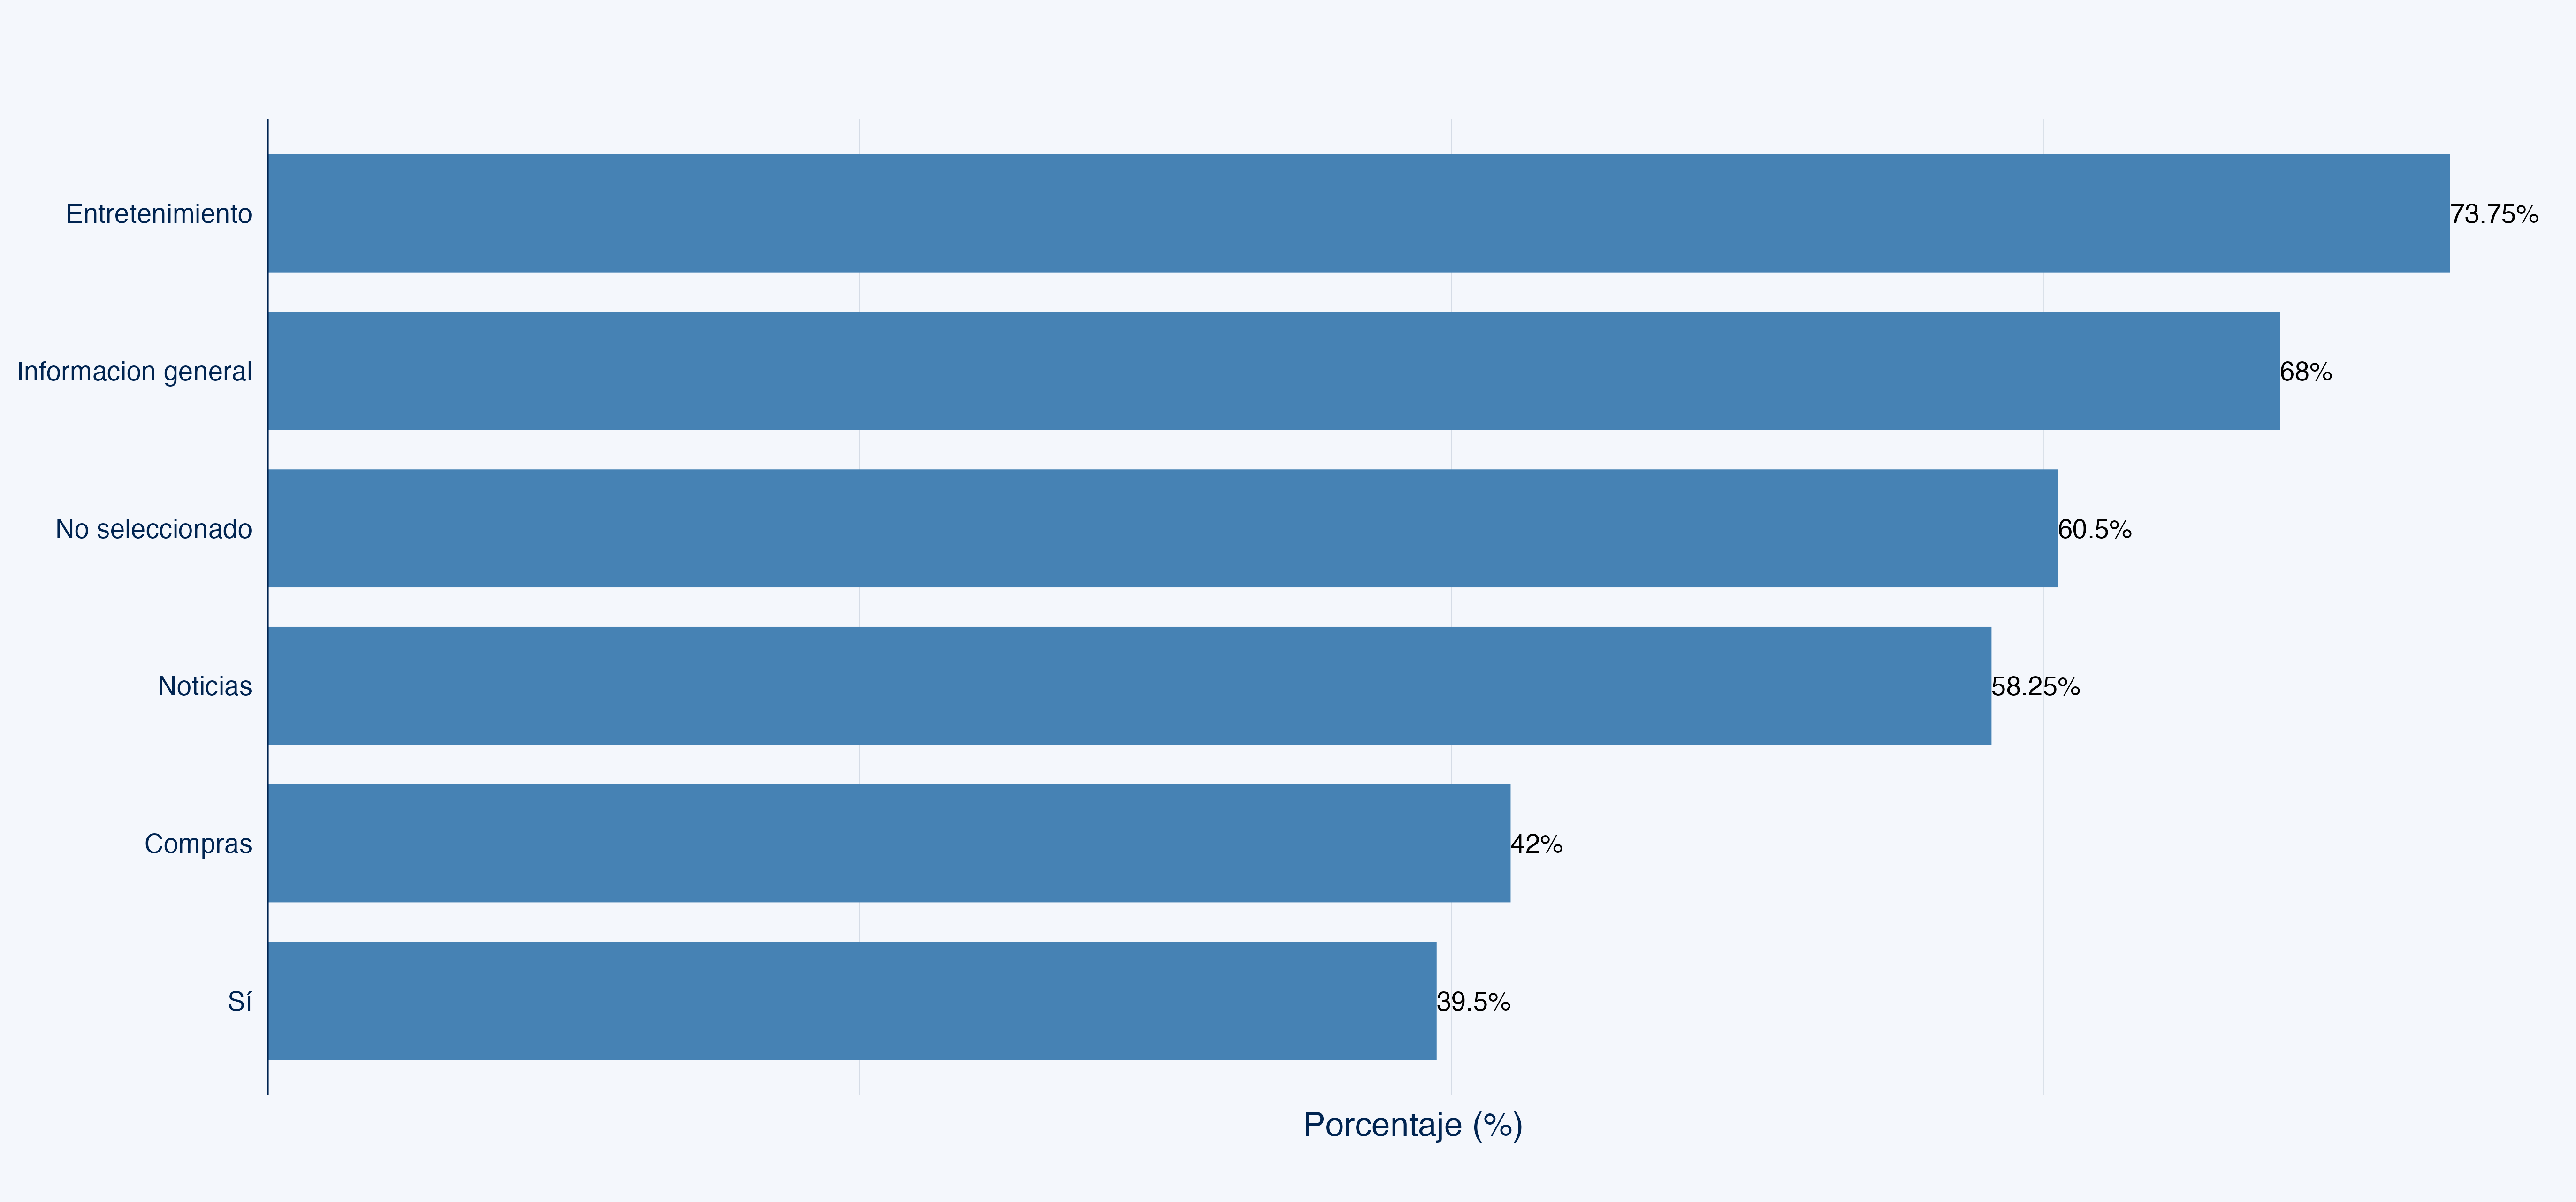 Entretenimiento 73.75%
Informacion general 68%
No seleccionado 60.5%
Noticias 58.25%
Compras 42%
Sí 39.5%
Porcentaje (%)